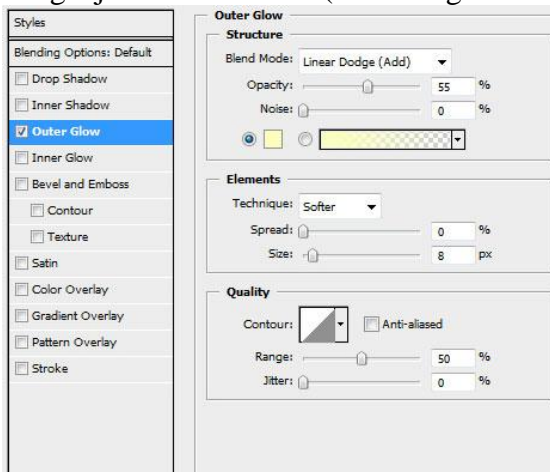 Styles
Blending Options: Default
Drop Shadow
Inner Shadow
Outer Glow
Inner Glow
Bevel and Emboss
Contour
Texture
Satin
Color Overlay
Gradient Overlay
Pattern Overlay
Stroke
Outer Glow
Structure
Blend Mode: Linear Dodge (Add)
Opacity: 55 %
Noise: 0 %
Elements
Technique: Softer
Spread: 0 %
Size: 8 px
Quality
Contour: Anti-aliased
Range: 50 %
Jitter: 0 %